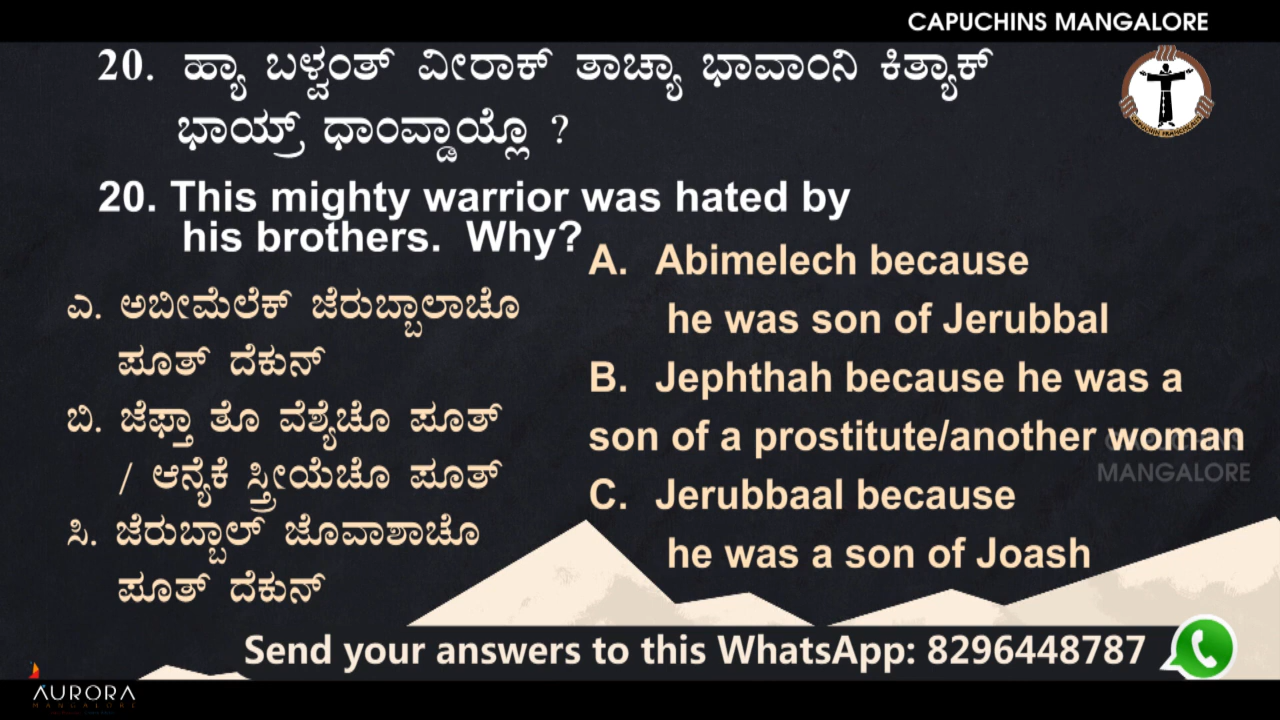 CAPUCHINS MANGALORE
20. ಹ್ಯಾ ಬಳ್ವಂತ್ ವೀರಾಕ್ ತಾಚ್ಯಾ ಭಾವಾಂನಿ ಕಿತ್ಯಾಕ್
ಭಾಯ್ರ್ ಧಾಂವ್ಡಾಯ್ಲೊ ?
20. This mighty warrior was hated by
his brothers. Why?
ಎ. ಅಬೀಮೆಲೆಕ್ ಜೆರುಬ್ಬಾಲಾಚೊ
ಪೂತ್ ದೆಕುನ್
ಬಿ. ಜೆಫ್ತಾ ತೊ ವೆಶ್ಯೆಚೊ ಪೂತ್
/ ಆನ್ಯೆಕೆ ಸ್ತ್ರೀಯೆಚೊ ಪೂತ್
ಸಿ. ಜೆರುಬ್ಬಾಲ್ ಜೊವಾಶಾಚೊ
ಪೂತ್ ದೆಕುನ್
A. Abimelech because
he was son of Jerubbal
B. Jephthah because he was a
son of a prostitute/another woman
C. Jerubbaal because
he was a son of Joash
CAPUCHINS
MANGALORE
Send your answers to this WhatsApp: 8296448787
AURORA
MANGALORE